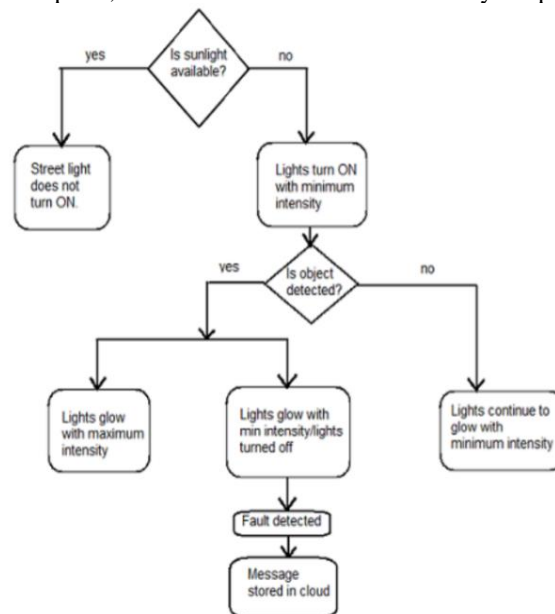 yes
Is sunlight
available?
no
Street light
does not
turn ON.
Lights turn ON
with minimum
intensity
yes
Is object
detected?
no
Lights glow
with maximum
intensity
Lights glow with
min intensity/lights
turned off
Lights continue to
glow with
minimum intensity
Fault detected
Message
stored in cloud